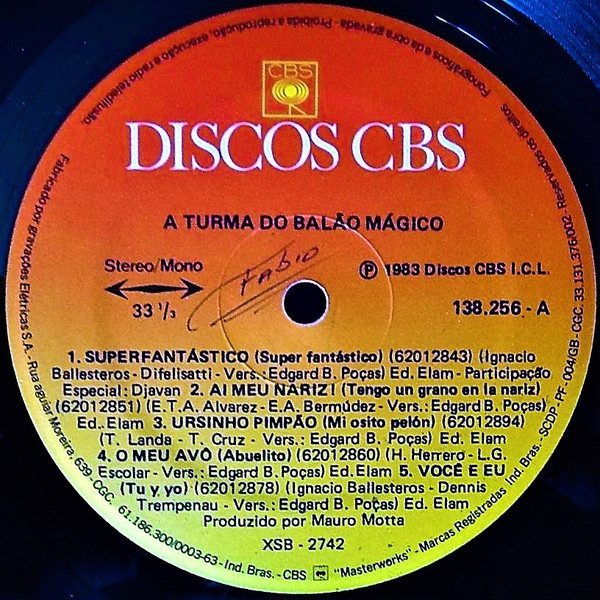 Fonográficos e da obra gravada - Proibida a reprodução, execução e radio teledifusão.
CBS
DISCOS CBS
A TURMA DO BALÃO MÁGICO
Stereo/Mono
33 1/3
Fabio
Ⓟ 1983 Discos CBS I.C.L.
138.256 - A
1. SUPERFANTÁSTICO (Super fantástico) (62012843) (Ignacio
Ballesteros - Difelisatti - Vers.: Edgard B. Poças) Ed. Elam - Participação
Especial: Djavan 2. AI MEU NARIZ! (Tengo un grano en la nariz)
(62012851) (E.T.A. Alvarez - E.A. Bermúdez - Vers.: Edgard B. Poças)
Ed. Elam 3. URSINHO PIMPÃO (Mi osito pelón) (62012894)
(T. Landa - T. Cruz - Vers.: Edgard B. Poças) Ed. Elam
4. O MEU AVÔ (Abuelito) (62012860) (H. Herrero - L.G.
Escolar - Vers.: Edgard B. Poças) Ed. Elam 5. VOCÊ E EU
(Tu y yo) (62012878) (Ignacio Ballesteros - Dennis
Trempenau - Vers.: Edgard B. Poças) Ed. Elam
Produzido por Mauro Motta
XSB - 2742
Fabricado por gravações Elétricas S.A. - Rua aguiar Moreira, 639 - CGC. 61.186.300/0003-63 - Ind. Bras. - CBS "Masterworks" - Marcas Registradas Ind. Bras. - SCDP - PF - 004/GB - CGC. 33.131.376/002 - Reservados os direitos